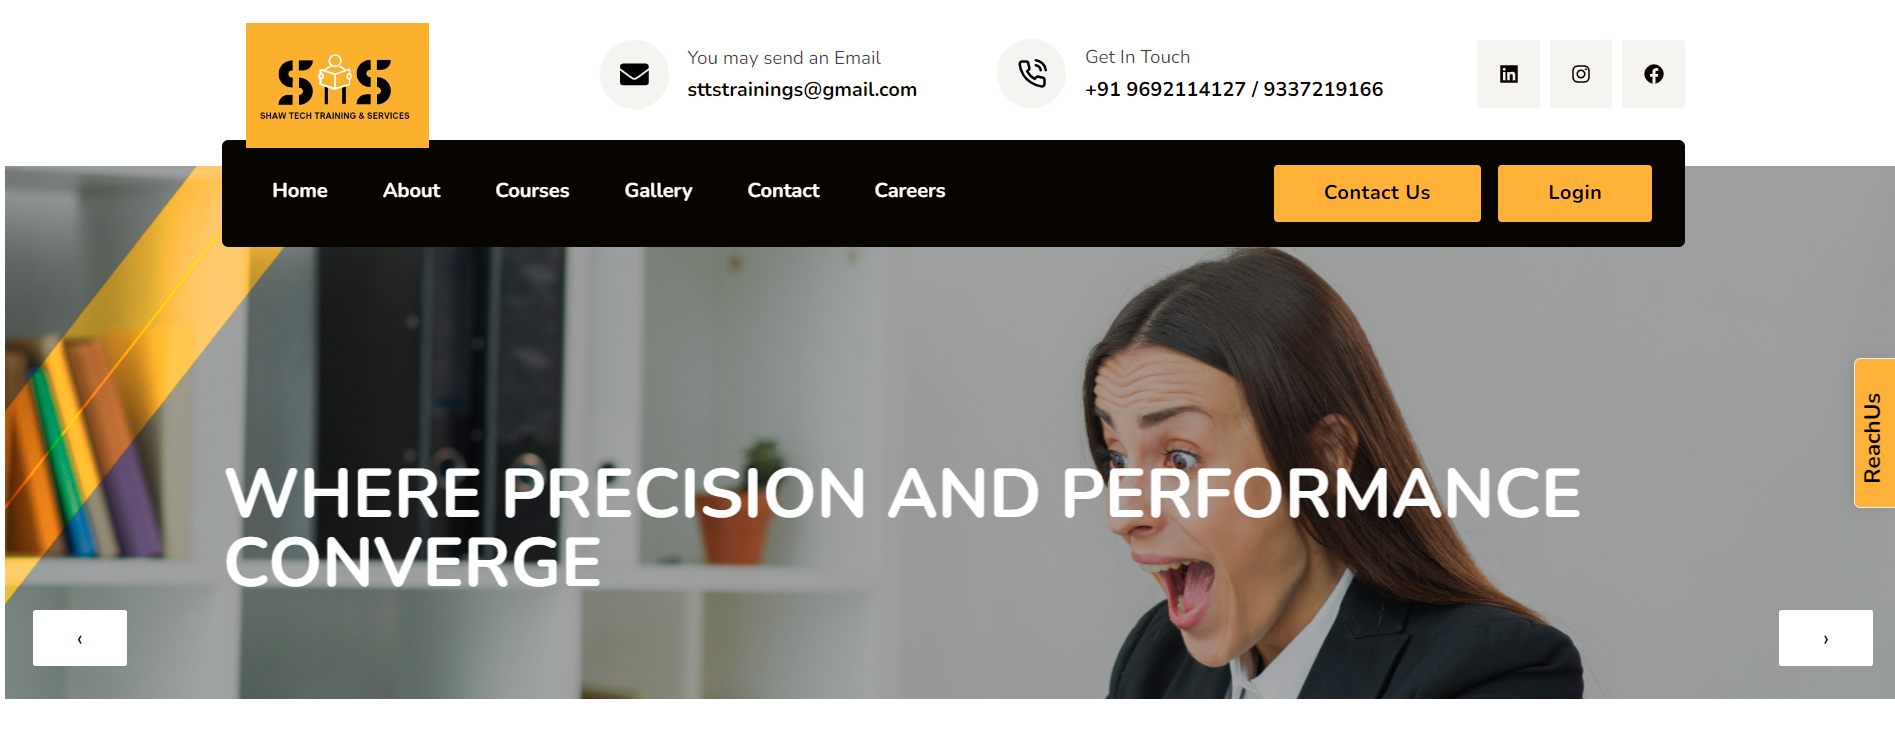 STTS
SHAW TECH TRAINING & SERVICES
You may send an Email
sttstrainings@gmail.com
Get In Touch
+91 9692114127 / 9337219166
Home
About
Courses
Gallery
Contact
Careers
Contact Us
Login
ReachUs
WHERE PRECISION AND PERFORMANCE
CONVERGE
‹
›